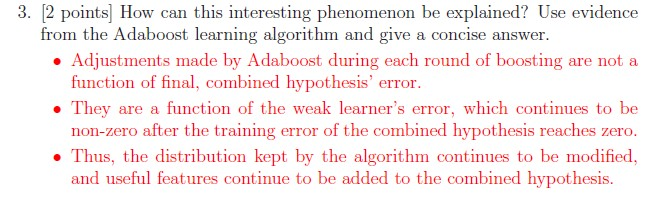 3. [2 points] How can this interesting phenomenon be explained? Use evidence
from the Adaboost learning algorithm and give a concise answer.
• Adjustments made by Adaboost during each round of boosting are not a
function of final, combined hypothesis' error.
• They are a function of the weak learner's error, which continues to be
non-zero after the training error of the combined hypothesis reaches zero.
• Thus, the distribution kept by the algorithm continues to be modified,
and useful features continue to be added to the combined hypothesis.